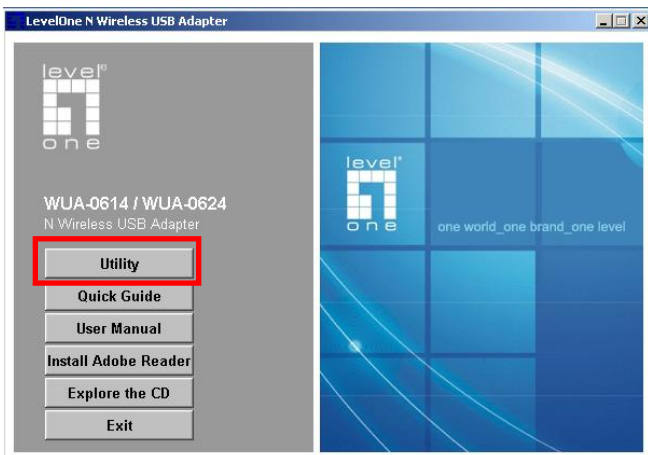 LevelOne N Wireless USB Adapter
level®
one
WUA-0614 / WUA-0624
N Wireless USB Adapter
Utility
Quick Guide
User Manual
Install Adobe Reader
Explore the CD
Exit
level®
one
one world_one brand_one level